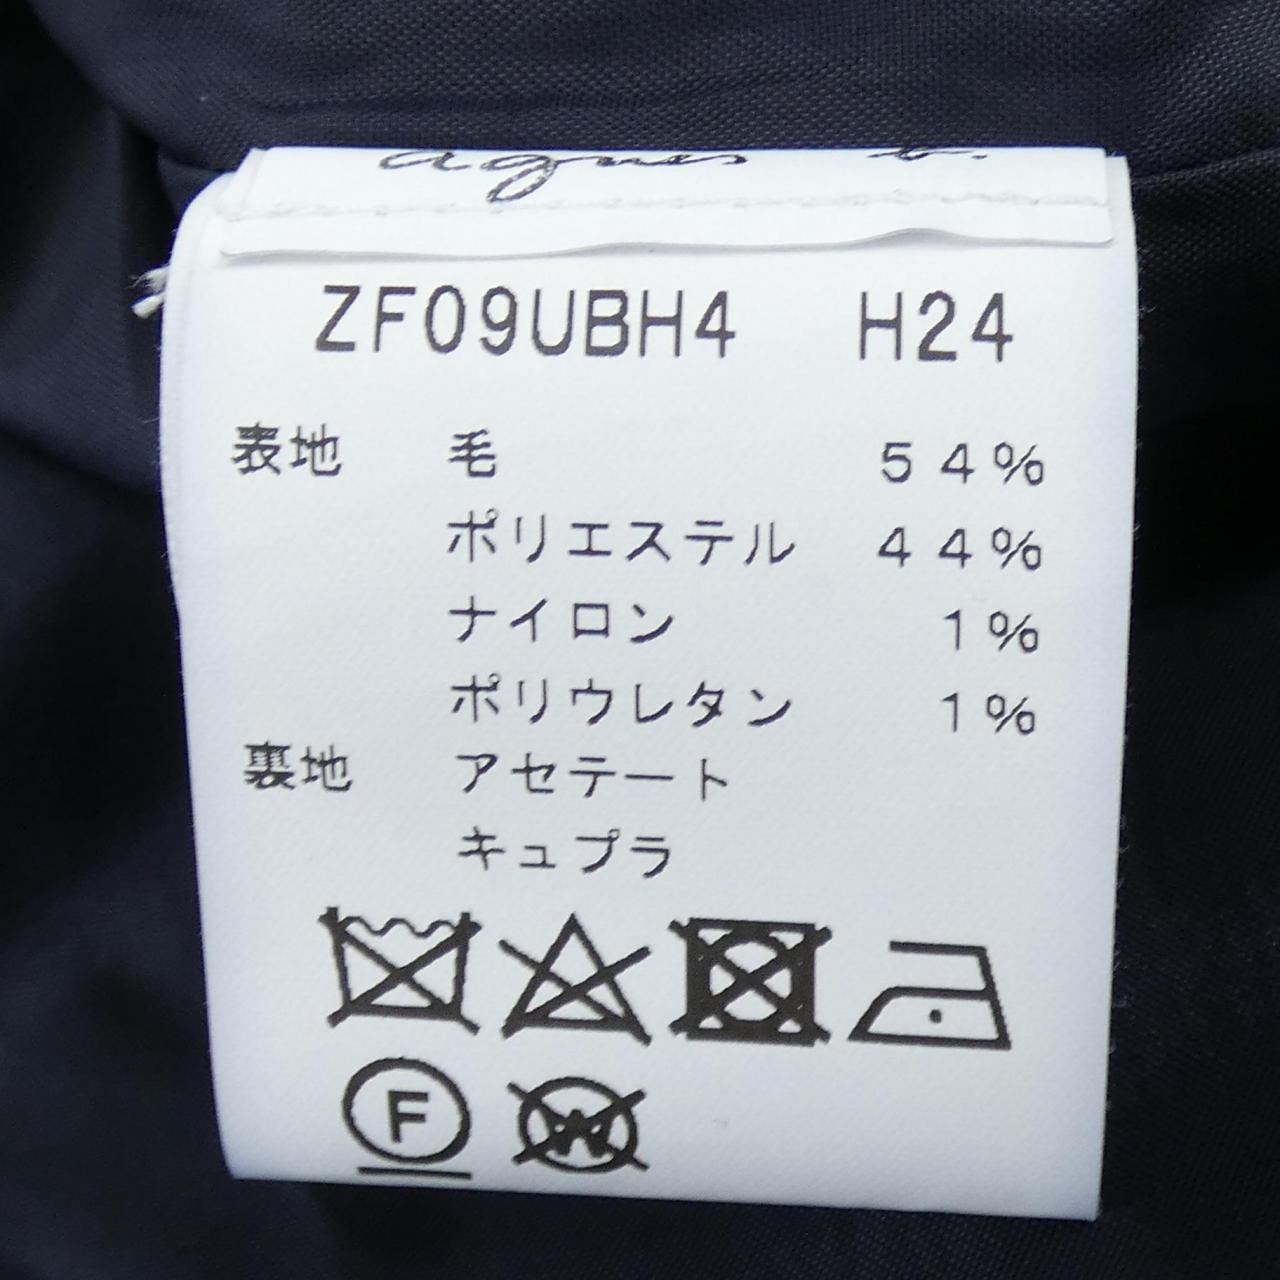 agnes b.
ZF09UBH4 H24
表地 毛 54%
ポリエステル 44%
ナイロン 1%
ポリウレタン 1%
裏地 アセテート
キュプラ
F W